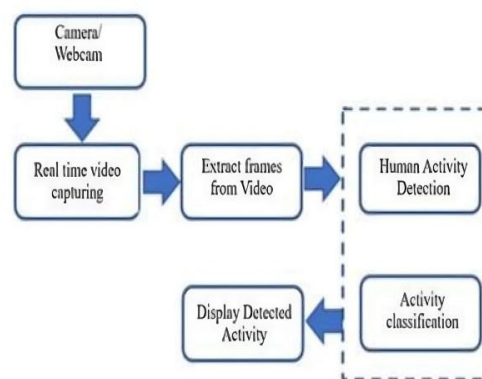 Camera/
Webcam
Real time video
capturing
Extract frames
from Video
Human Activity
Detection
Display Detected
Activity
Activity
classification